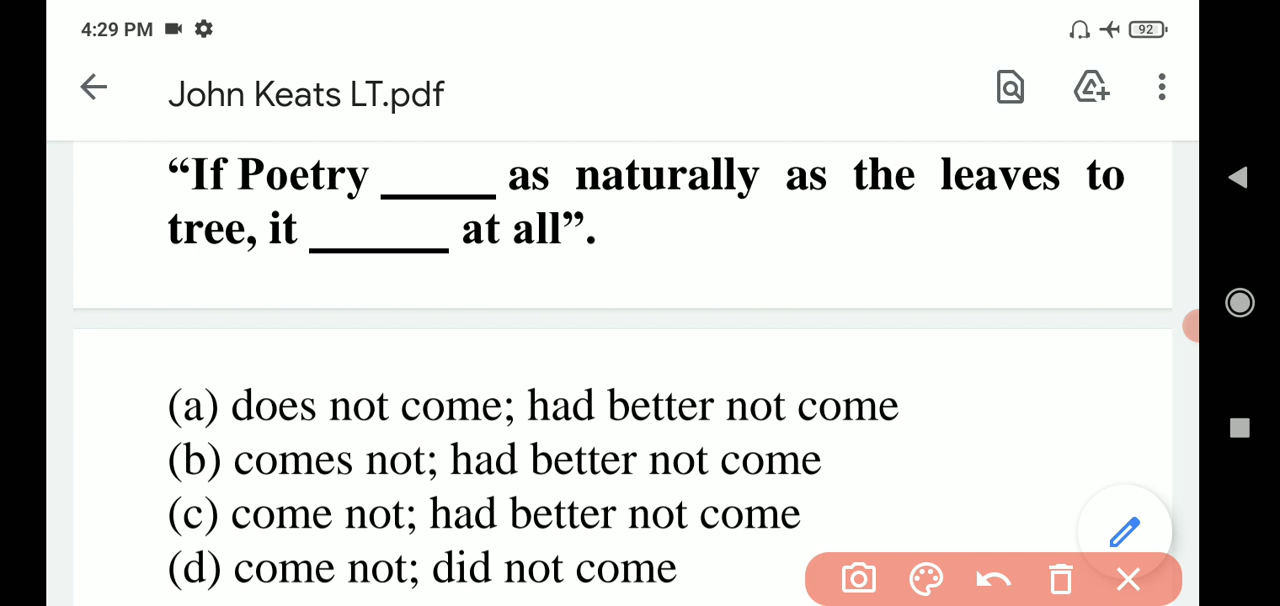 4:29 PM
92
John Keats LT.pdf
“If Poetry _____ as naturally as the leaves to
tree, it ______ at all”.
(a) does not come; had better not come
(b) comes not; had better not come
(c) come not; had better not come
(d) come not; did not come